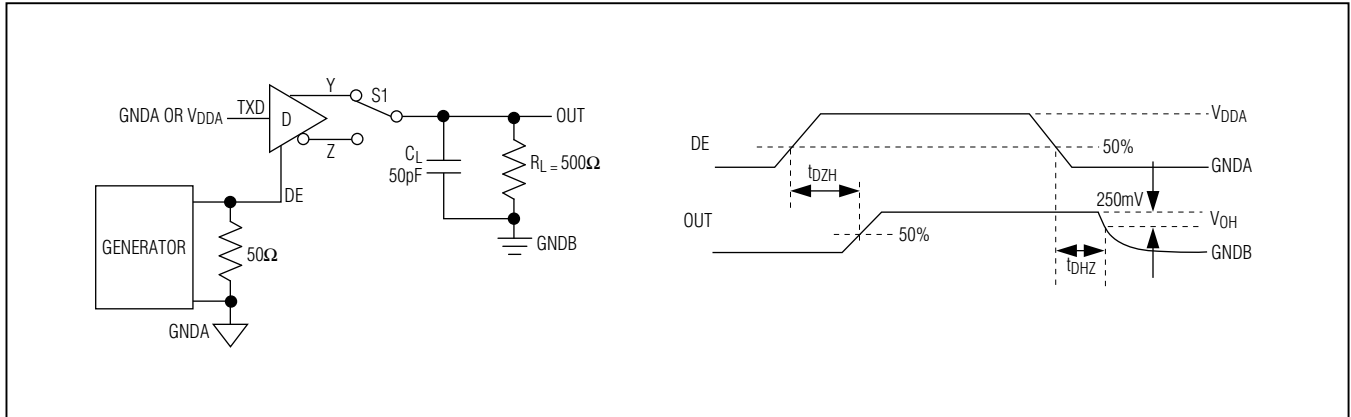 Y
S1
GNDA OR VDDA
TXD
D
OUT
Z
CL
50pF
RL = 500Ω
DE
GENERATOR
50Ω
GNDB
GNDA
DE
VDDA
50%
GNDA
tDZH
250mV
OUT
VOH
50%
GNDB
tDHZ